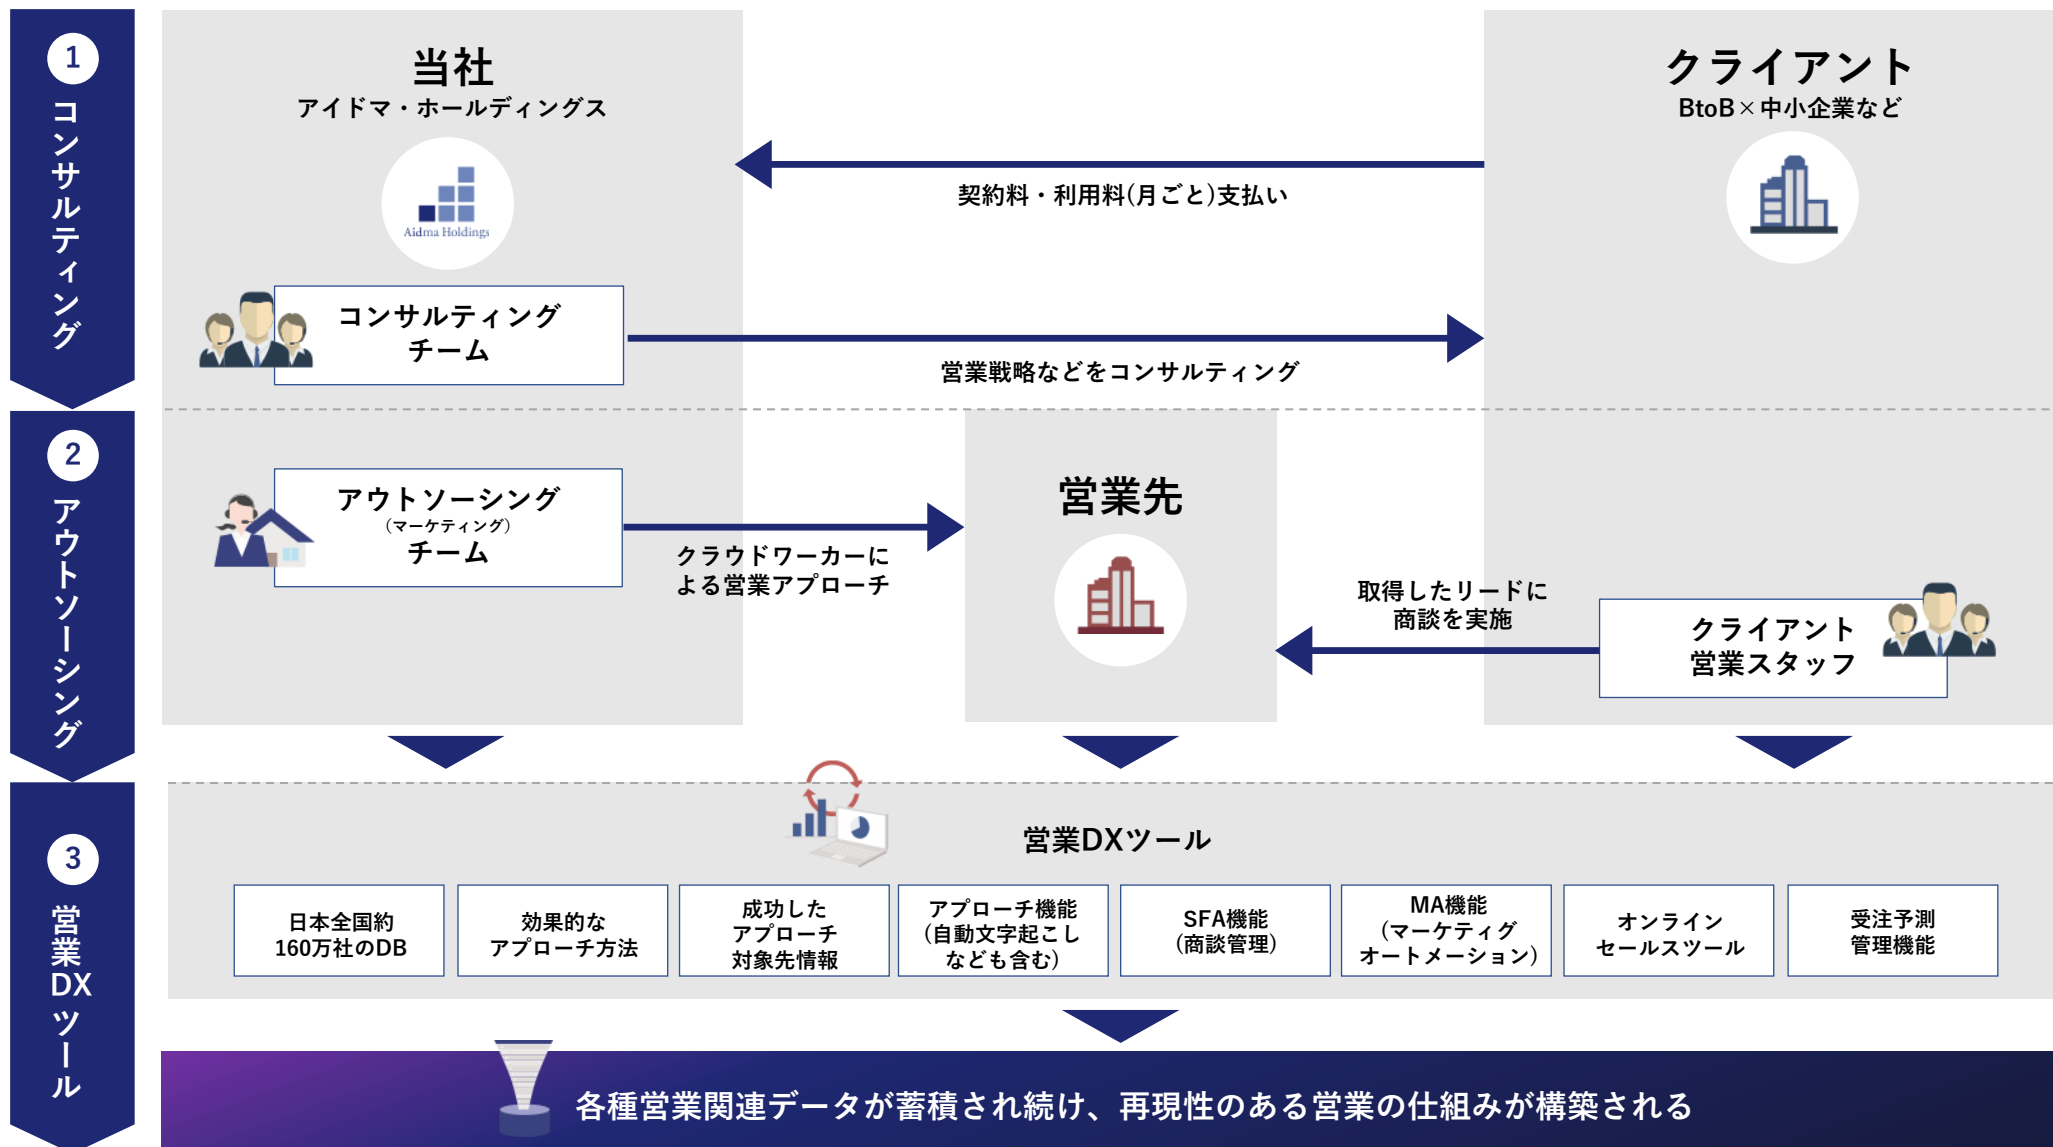 1
コンサルティング
当社
アイドマ・ホールディングス
Aidma Holdings
クライアント
BtoB×中小企業など
契約料・利用料(月ごと)支払い
コンサルティング
チーム
営業戦略などをコンサルティング
2
アウトソーシング
アウトソーシング
(マーケティング)
チーム
クラウドワーカーに
よる営業アプローチ
営業先
取得したリードに
商談を実施
クライアント
営業スタッフ
3
営業DXツール
営業DXツール
日本全国約
160万社のDB
効果的な
アプローチ方法
成功した
アプローチ
対象先情報
アプローチ機能
(自動文字起こし
なども含む)
SFA機能
(商談管理)
MA機能
(マーケティグ
オートメーション)
オンライン
セールスツール
受注予測
管理機能
各種営業関連データが蓄積され続け、再現性のある営業の仕組みが構築される